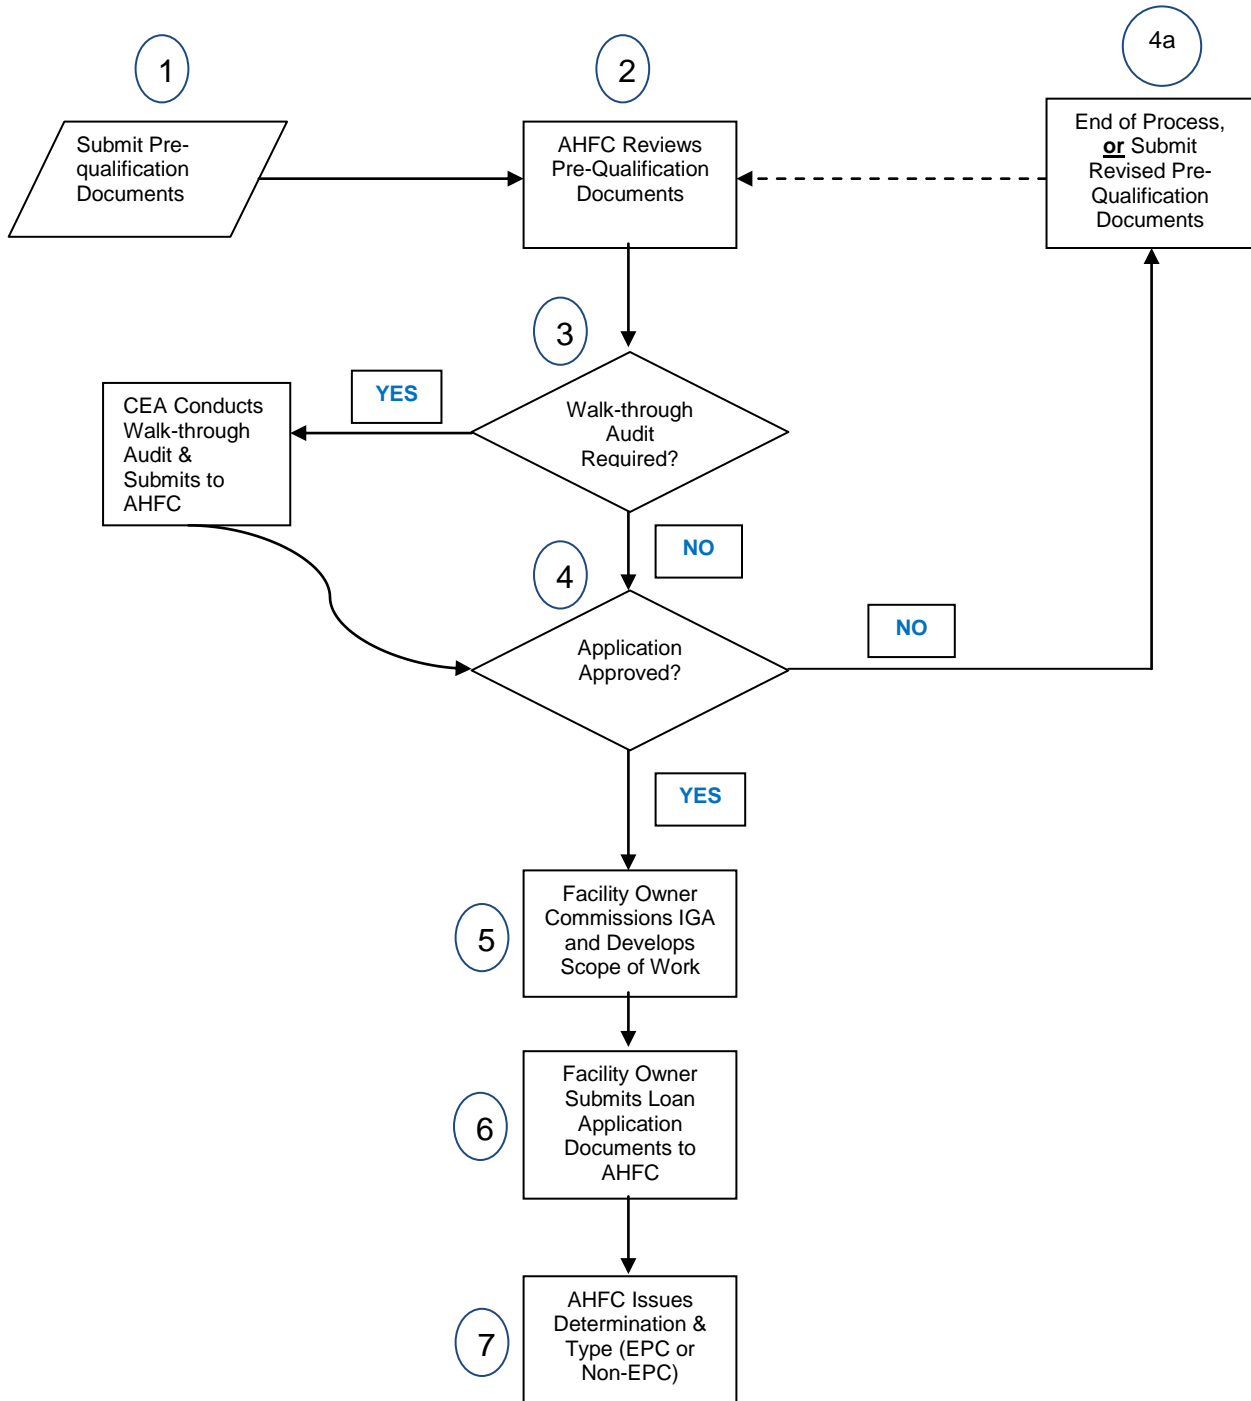 1
2
4a
Submit Pre-
qualification
Documents
AHFC Reviews
Pre-Qualification
Documents
End of Process,
or Submit
Revised Pre-
Qualification
Documents
3
YES
Walk-through
Audit
Required?
CEA Conducts
Walk-through
Audit &
Submits to
AHFC
NO
4
Application
Approved?
NO
YES
5
Facility Owner
Commissions IGA
and Develops
Scope of Work
6
Facility Owner
Submits Loan
Application
Documents to
AHFC
7
AHFC Issues
Determination &
Type (EPC or
Non-EPC)